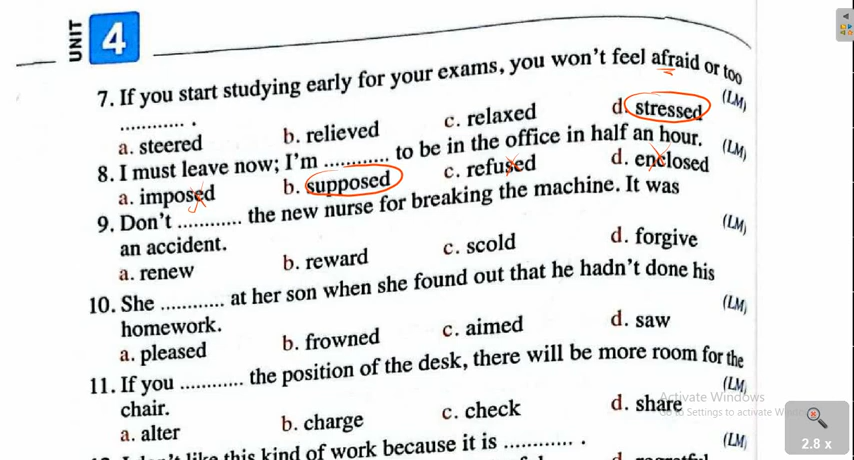 UNIT 4
7. If you start studying early for your exams, you won't feel afraid or too
............ . (LM)
a. steered b. relieved c. relaxed d. stressed
8. I must leave now; I'm ............ to be in the office in half an hour. (LM)
a. imposed b. supposed c. refused d. enclosed
9. Don't ............ the new nurse for breaking the machine. It was
an accident. (LM)
a. renew b. reward c. scold d. forgive
10. She ............ at her son when she found out that he hadn't done his
homework. (LM)
a. pleased b. frowned c. aimed d. saw
11. If you ............ the position of the desk, there will be more room for the
chair. (LM)
a. alter b. charge c. check d. share
Activate Windows
Settings to activate
like this kind of work because it is ............ . (LM)
2.8 x